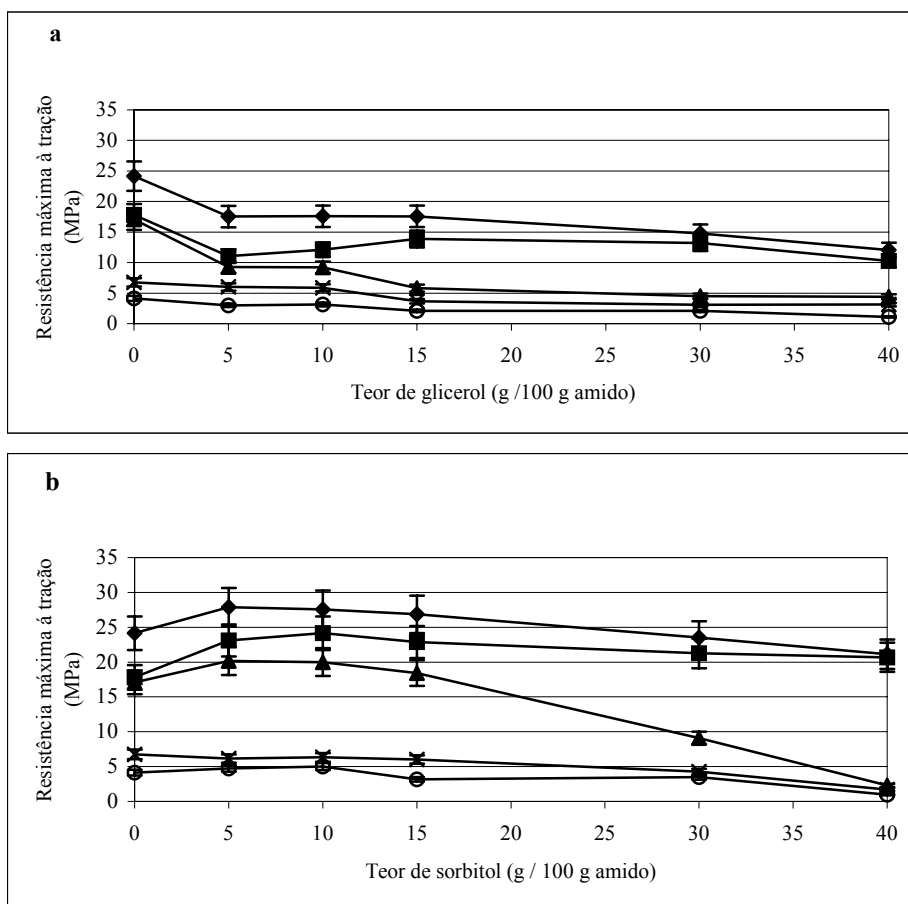 a
Resistência máxima à tração
(MPa)
35
30
25
20
15
10
5
0
0 5 10 15 20 25 30 35 40
Teor de glicerol (g /100 g amido)
b
Resistência máxima á tração
(MPa)
35
30
25
20
15
10
5
0
0 5 10 15 20 25 30 35 40
Teor de sorbitol (g / 100 g amido)